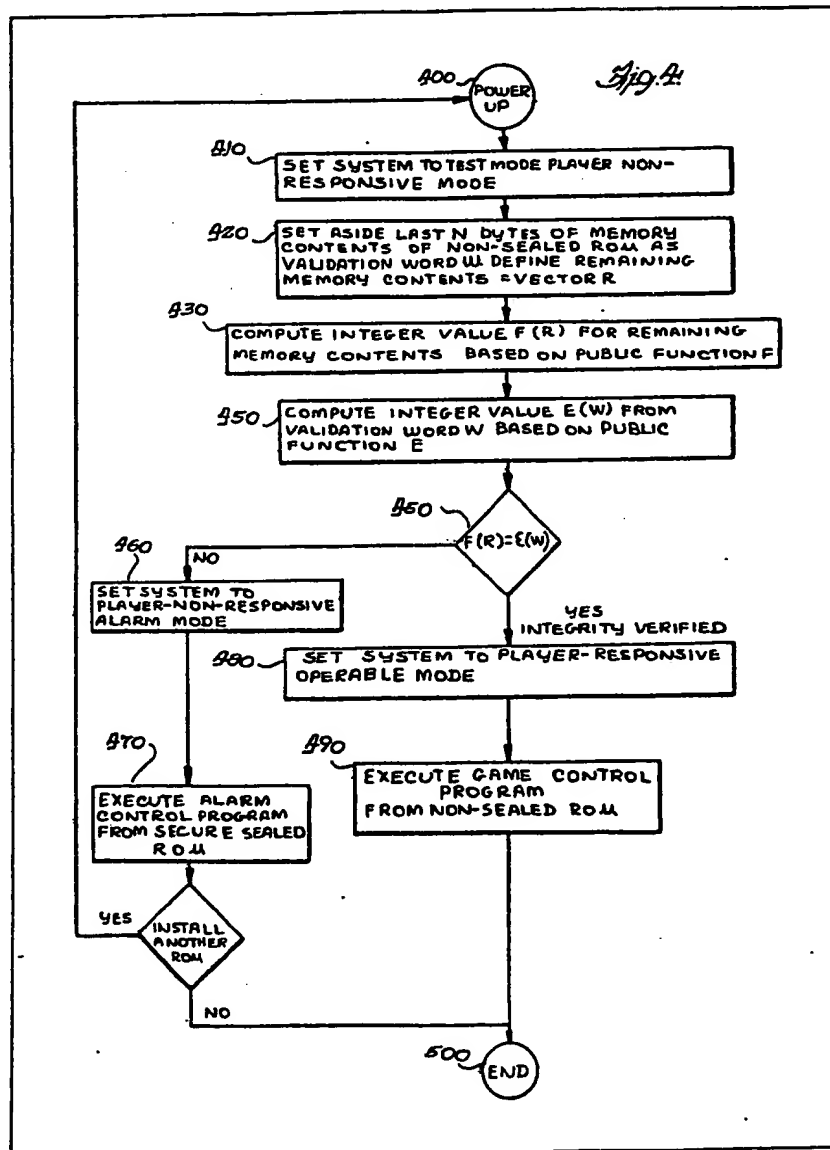 Fig. 4.
400
POWER
UP
410
SET SYSTEM TO TEST MODE PLAYER NON-
RESPONSIVE MODE
420
SET ASIDE LAST N BYTES OF MEMORY
CONTENTS OF NON-SEALED ROM AS
VALIDATION WORD W. DEFINE REMAINING
MEMORY CONTENTS = VECTOR R
430
COMPUTE INTEGER VALUE F(R) FOR REMAINING
MEMORY CONTENTS BASED ON PUBLIC FUNCTION F
450
COMPUTE INTEGER VALUE E(W) FROM
VALIDATION WORD W BASED ON PUBLIC
FUNCTION E
450
F(R)=E(W)
NO
460
SET SYSTEM TO
PLAYER-NON-RESPONSIVE
ALARM MODE
YES
INTEGRITY VERIFIED
480
SET SYSTEM TO PLAYER-RESPONSIVE
OPERABLE MODE
470
EXECUTE ALARM
CONTROL PROGRAM
FROM SECURE SEALED
ROM
490
EXECUTE GAME CONTROL
PROGRAM
FROM NON-SEALED ROM
YES
INSTALL
ANOTHER
ROM
NO
500
END